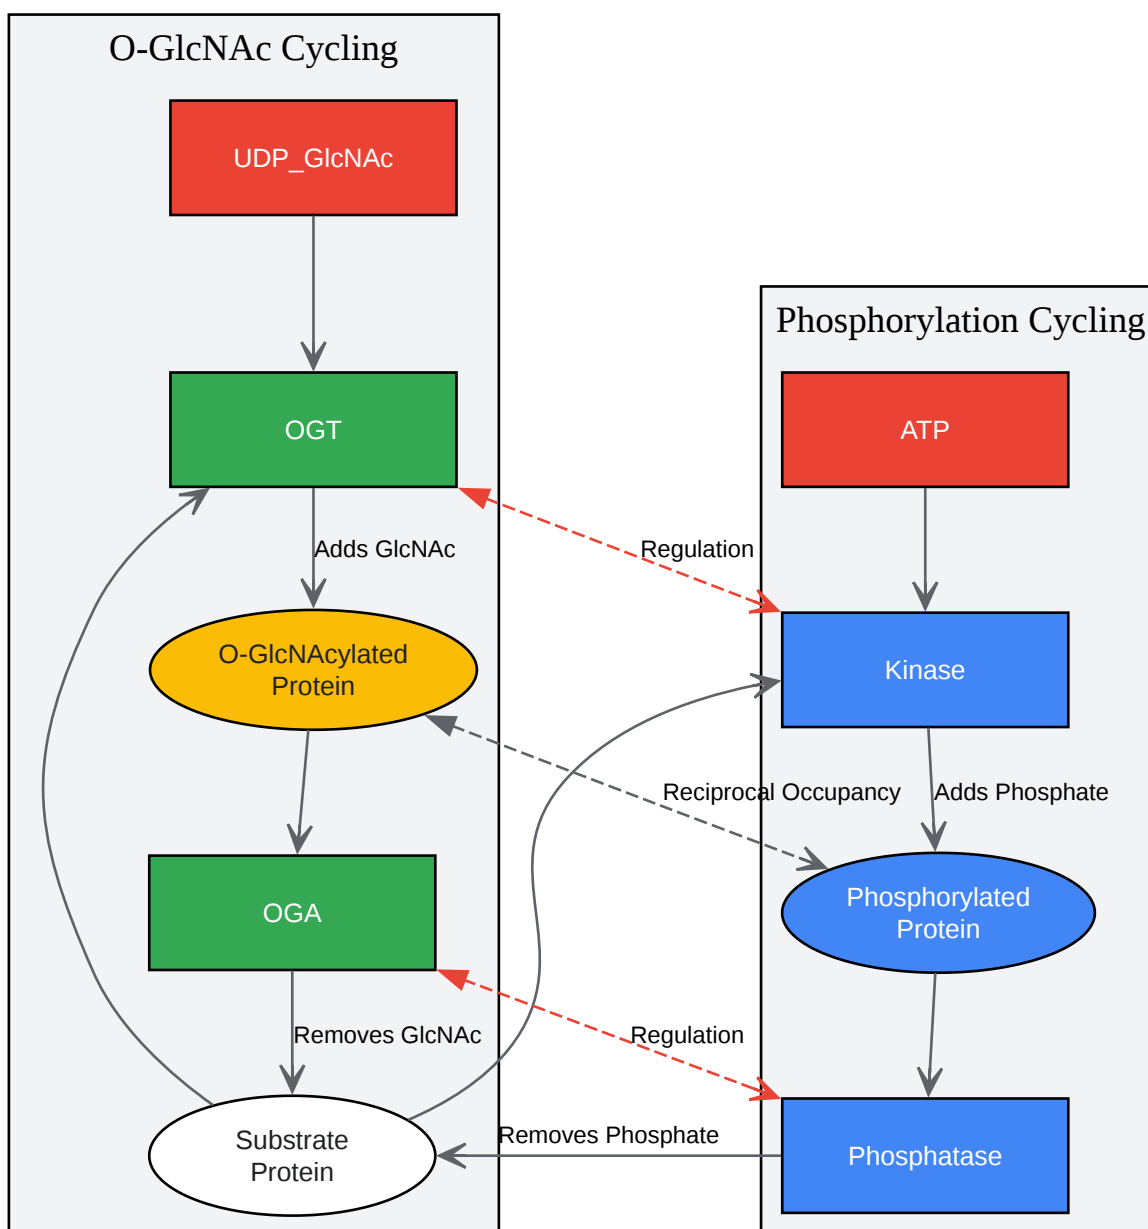 O-GlcNAc Cycling
UDP_GlcNAc
Phosphorylation Cycling
OGT
ATP
Adds GlcNAc
Regulation
O-GlcNAcylated
Protein
Kinase
Reciprocal Occupancy
Adds Phosphate
OGA
Phosphorylated
Protein
Removes GlcNAc
Regulation
Removes Phosphate
Substrate
Protein
Phosphatase